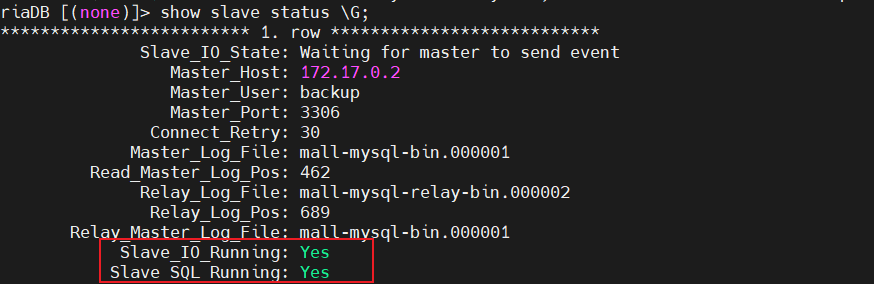 riaDB [(none)]> show slave status \G;
*************************** 1. row ***************************
Slave_IO_State: Waiting for master to send event
Master_Host: 172.17.0.2
Master_User: backup
Master_Port: 3306
Connect_Retry: 30
Master_Log_File: mall-mysql-bin.000001
Read_Master_Log_Pos: 462
Relay_Log_File: mall-mysql-relay-bin.000002
Relay_Log_Pos: 689
Relay_Master_Log_File: mall-mysql-bin.000001
Slave_IO_Running: Yes
Slave_SQL_Running: Yes